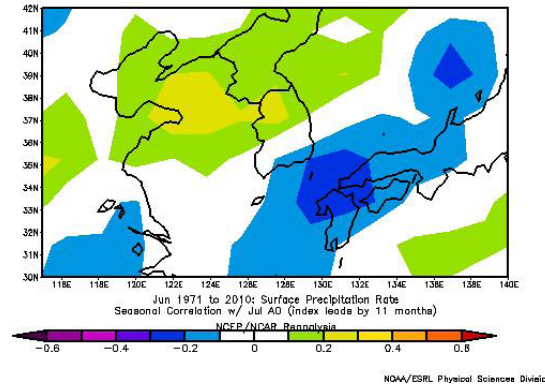 42N
41N
40N
39N
38N
37N
36N
35N
34N
33N
32N
31N
30N
118E 120E 122E 124E 126E 128E 130E 132E 134E 136E 138E 140E
Jun 1971 to 2010: Surface Precipitation Rate
Seasonal Correlation w/ Jul AO (index leads by 11 months)
NCEP/NCAR Reanalysis
-0.6 -0.4 -0.2 0 0.2 0.4 0.6
NOAA/ESRL Physical Sciences Divisio